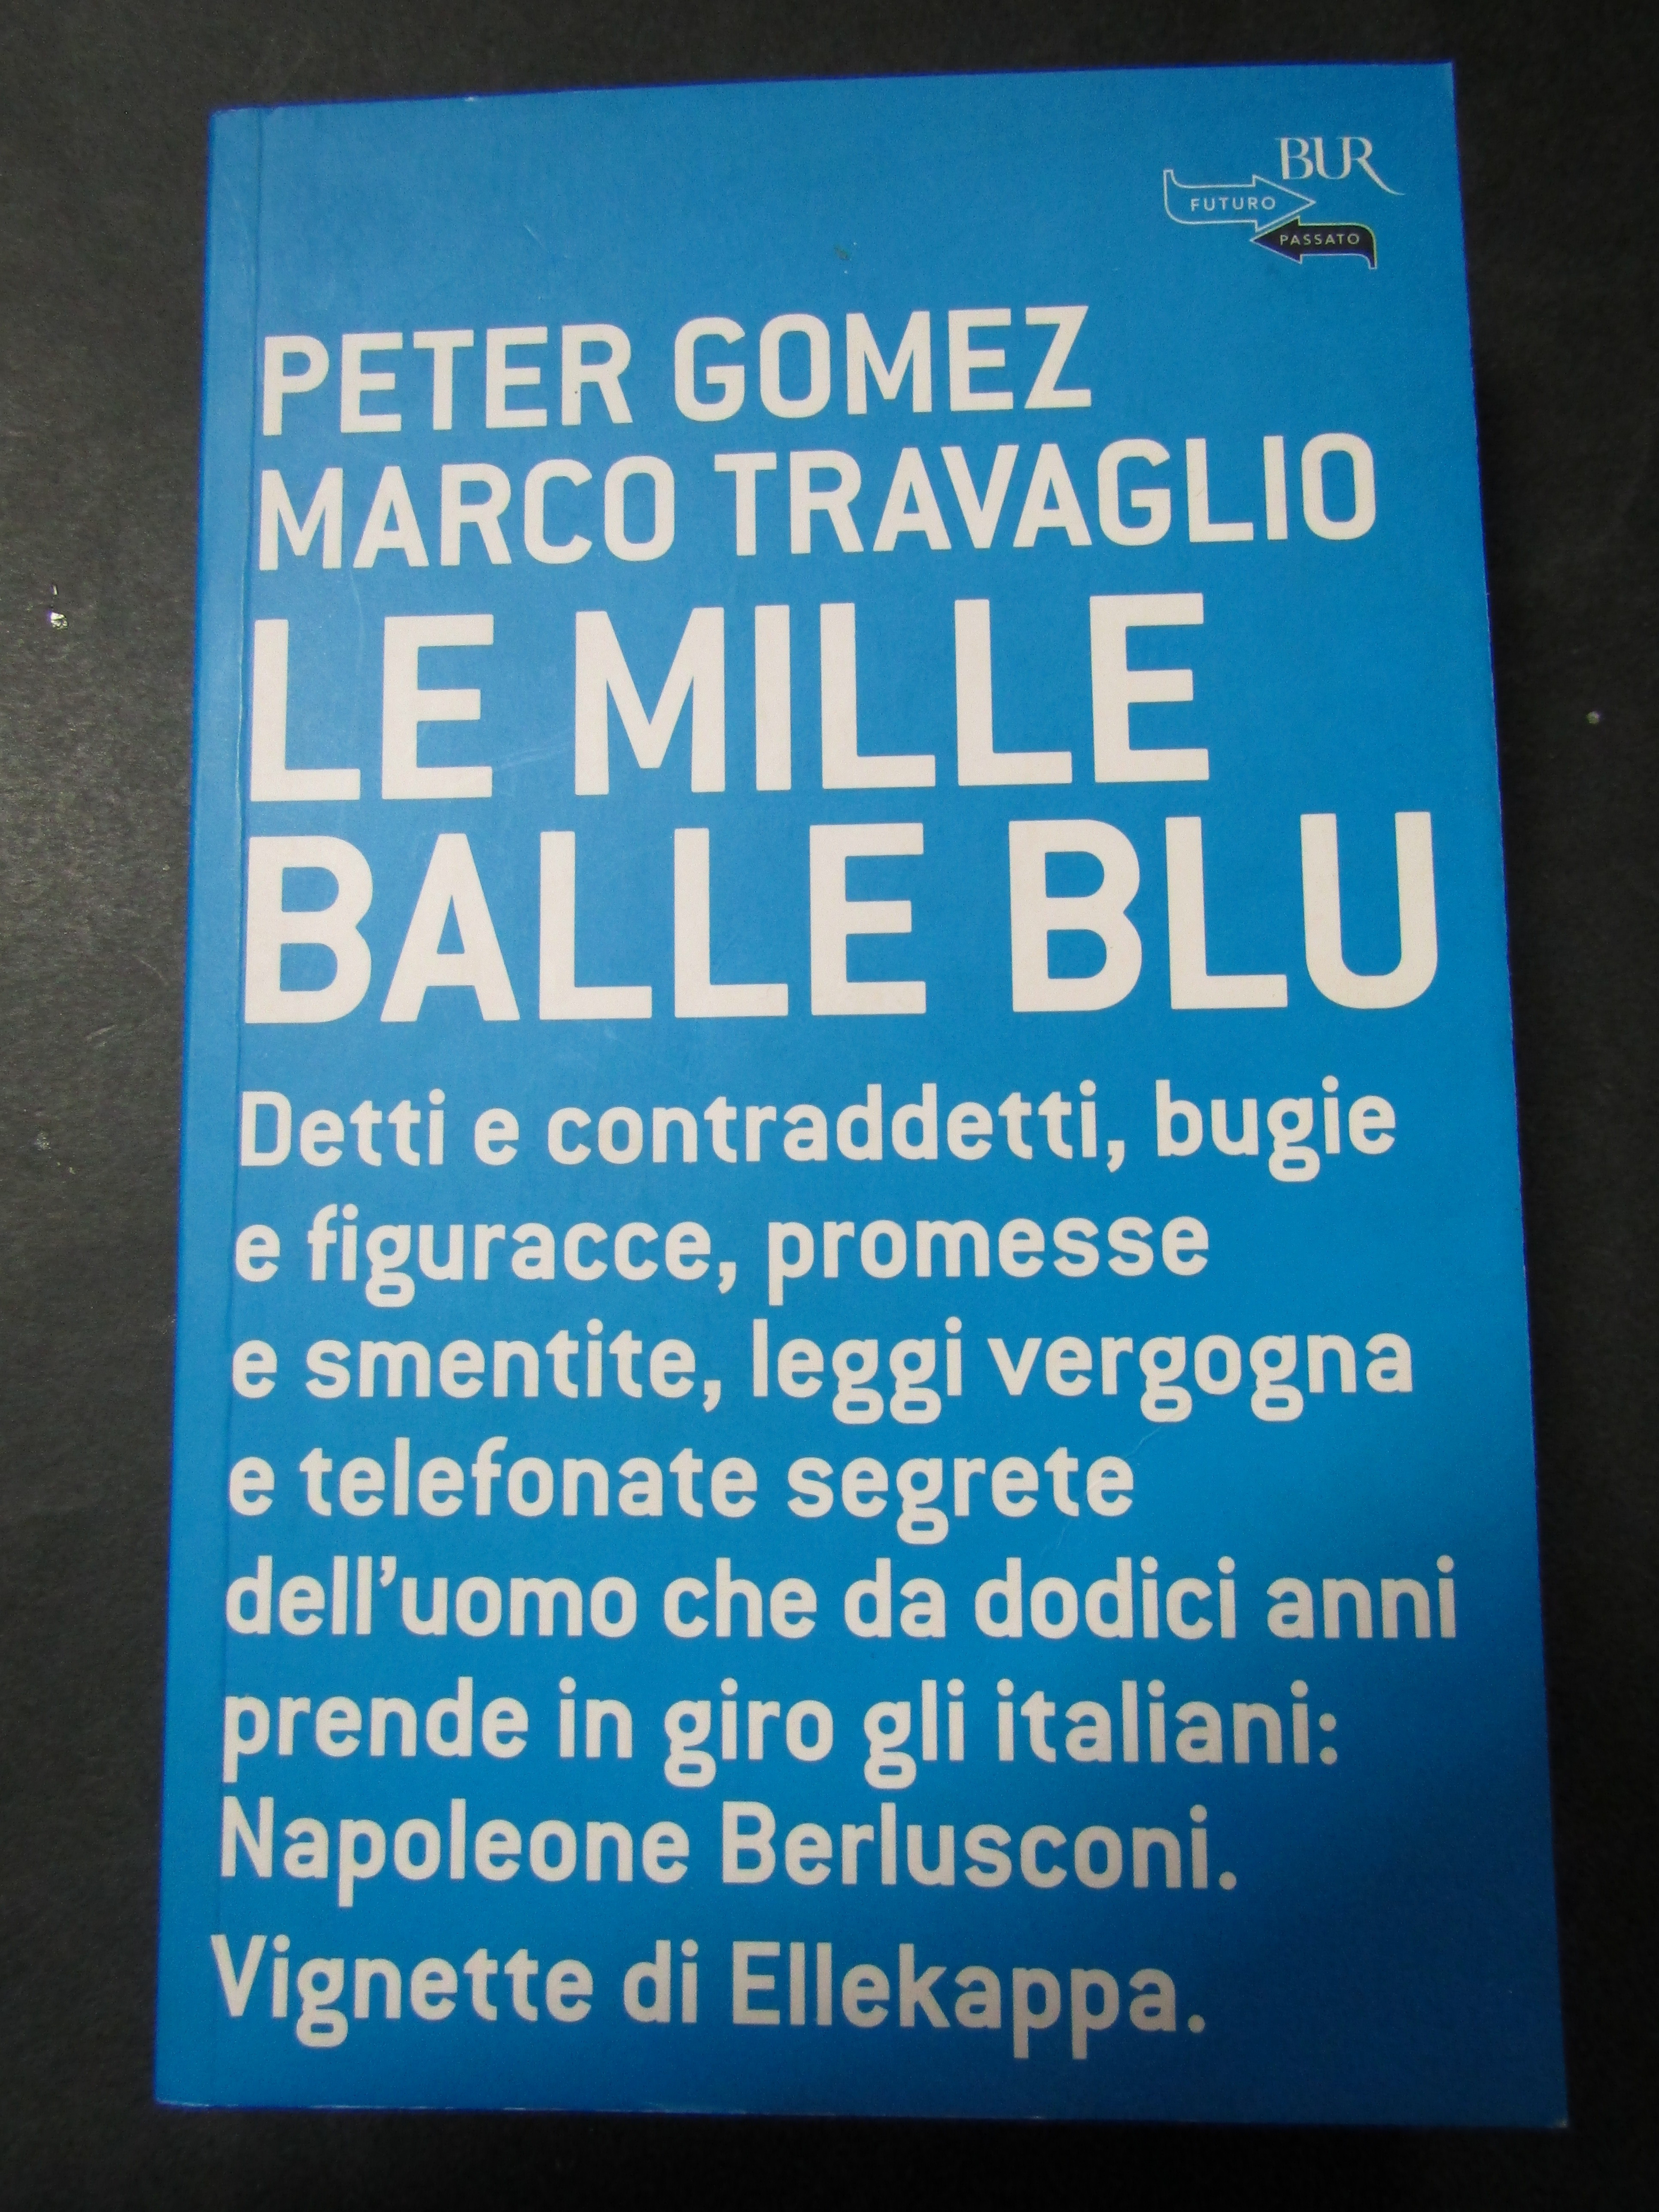 BUR
FUTURO
PASSATO
PETER GOMEZ
MARCO TRAVAGLIO
LE MILLE
BALLE BLU
Detti e contraddetti, bugie
e figuracce, promesse
e smentite, leggi vergogna
e telefonate segrete
dell'uomo che da dodici anni
prende in giro gli italiani:
Napoleone Berlusconi.
Vignette di Ellekappa.